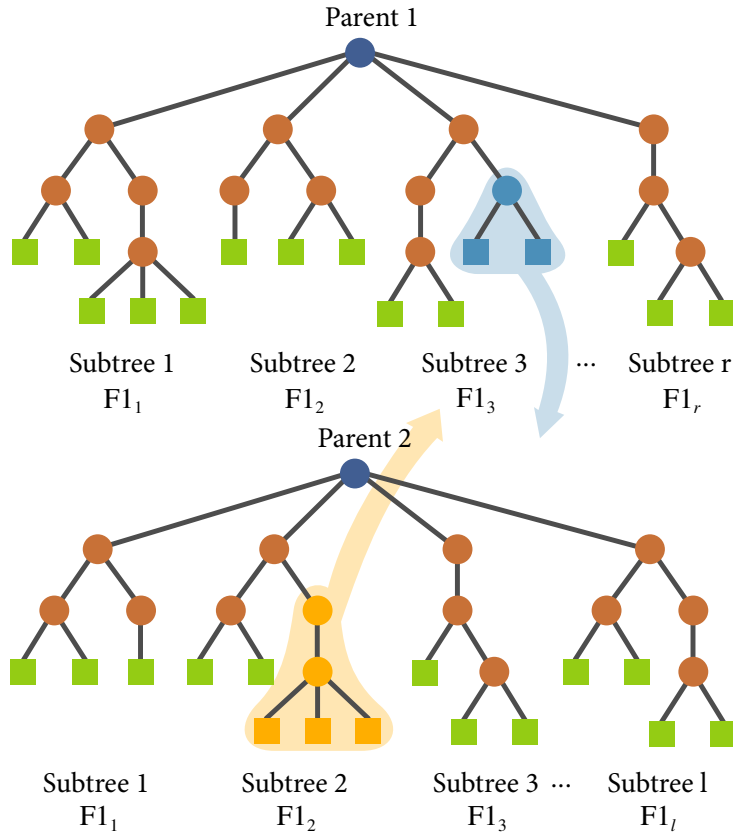 Parent 1
Subtree 1 Subtree 2 Subtree 3 ... Subtree r
F1₁ F1₂ F1₃ F1ᵣ
Parent 2
Subtree 1 Subtree 2 Subtree 3 ... Subtree l
F1₁ F1₂ F1₃ F1ₗ